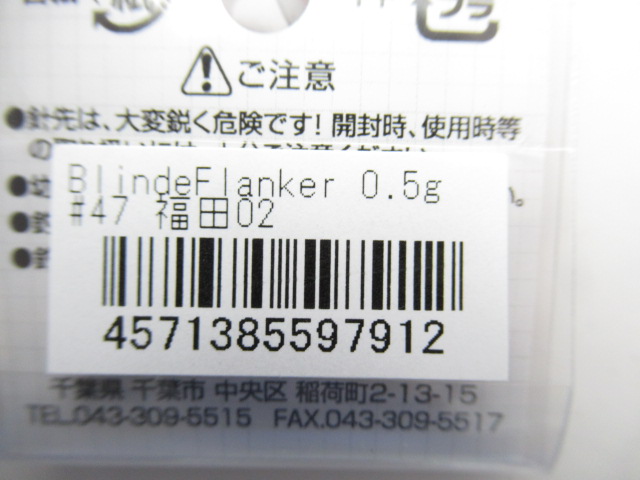 プラ
ご注意
●針先は、大変鋭く危険です! 開封時、使用時等
BlindeFlanker 0.5g
#47 福田02
4571385597912
千葉県 千葉市 中央区 稲荷町2-13-15
TEL.043-309-5515 FAX.043-309-5517